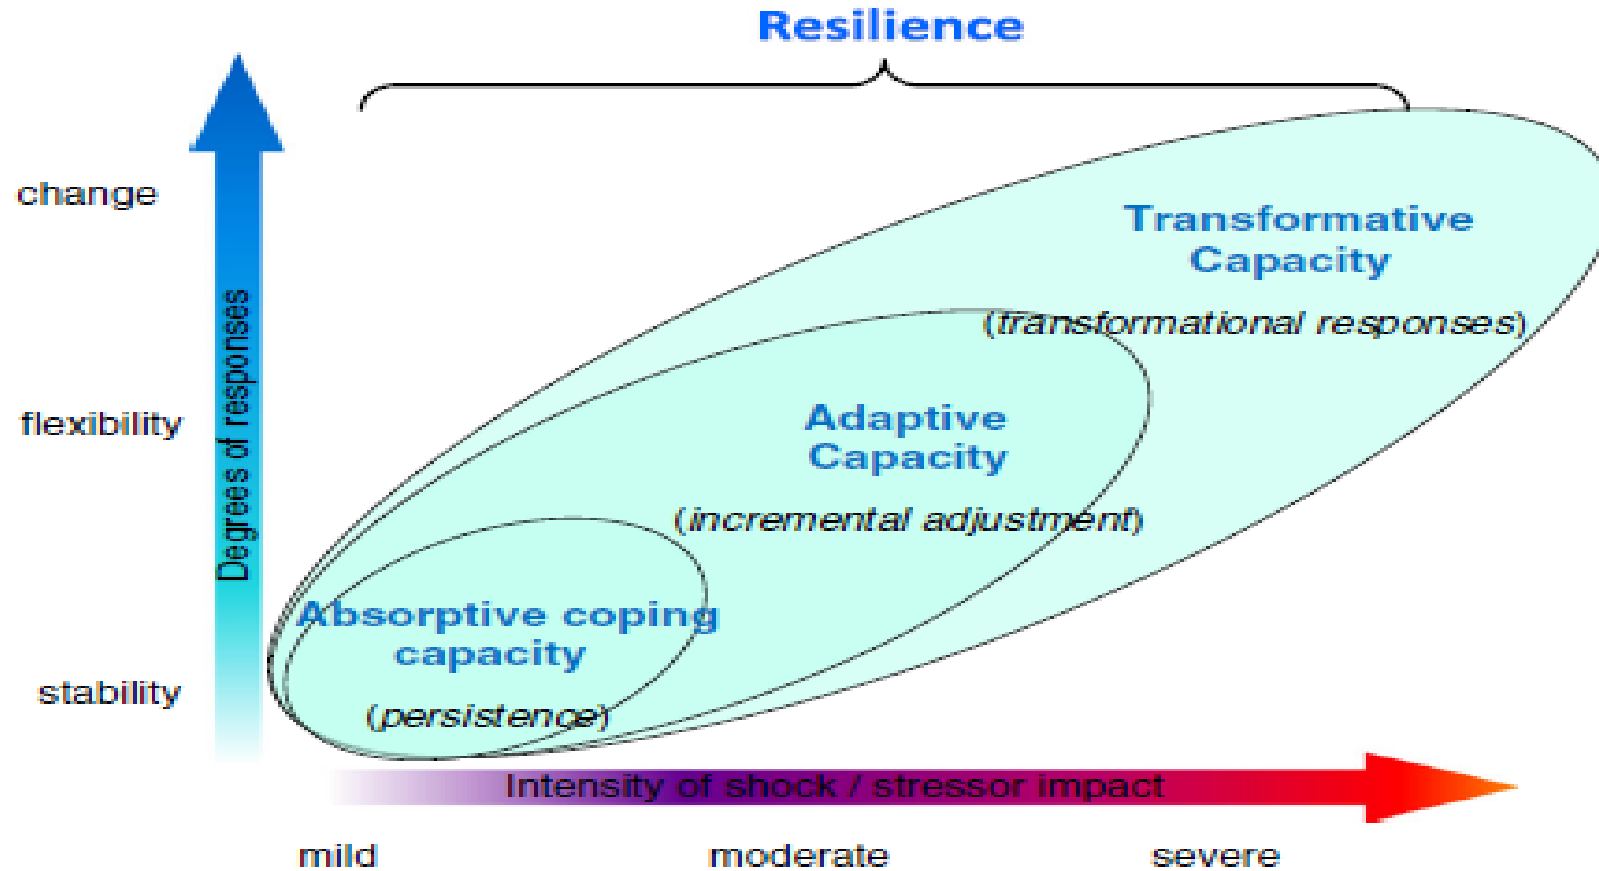 Resilience
change
Transformative
Capacity
(transformational responses)
flexibility
Degrees of responses
Adaptive
Capacity
(incremental adjustment)
Absorptive coping
capacity
stability
(persistence)
Intensity of shock / stressor impact
mild moderate severe